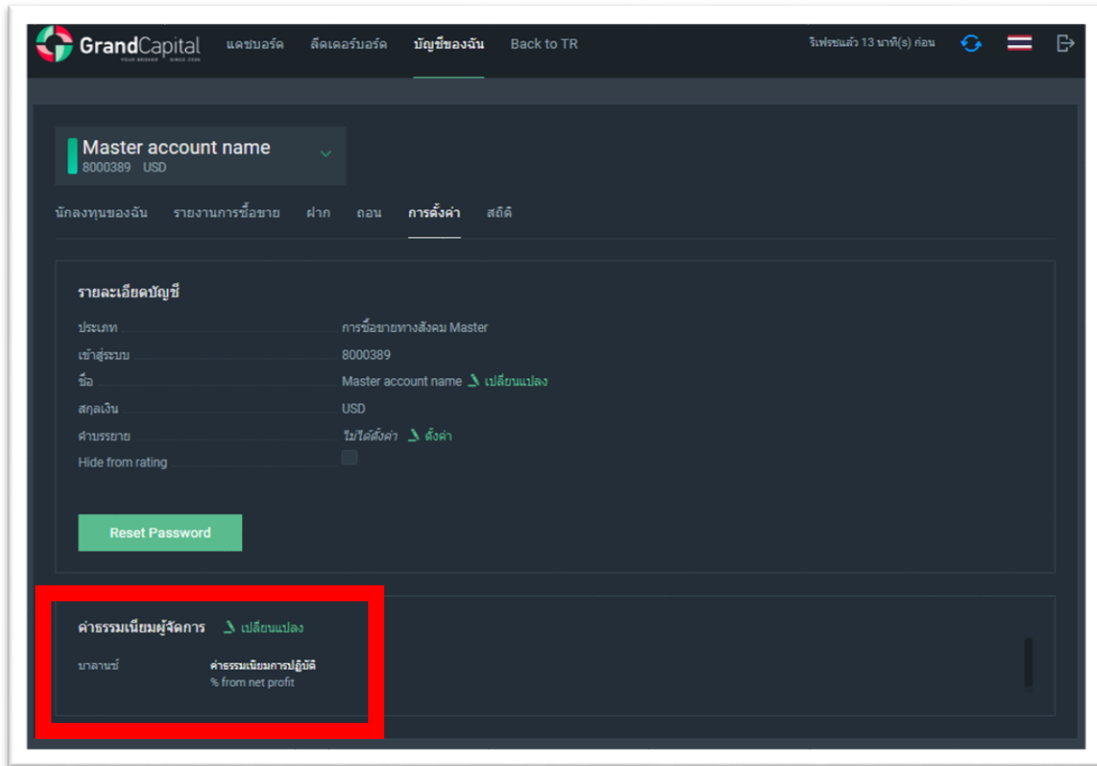 GrandCapital แดชบอร์ด ลีดเดอร์บอร์ด บัญชีของฉัน Back to TR รีเฟรชแล้ว 13 นาที(s) ก่อน
Master account name
8000389 USD
นักลงทุนของฉัน รายงานการซื้อขาย ฝาก ถอน การตั้งค่า สถิติ
รายละเอียดบัญชี
ประเภท การซื้อขายทางสังคม Master
เข้าสู่ระบบ 8000389
ชื่อ Master account name เปลี่ยนแปลง
สกุลเงิน USD
คำบรรยาย ไม่ได้ตั้งค่า ตั้งค่า
Hide from rating
Reset Password
ค่าธรรมเนียมผู้จัดการ เปลี่ยนแปลง
บาลานซ์ ค่าธรรมเนียมการปฏิบัติ
% from net profit